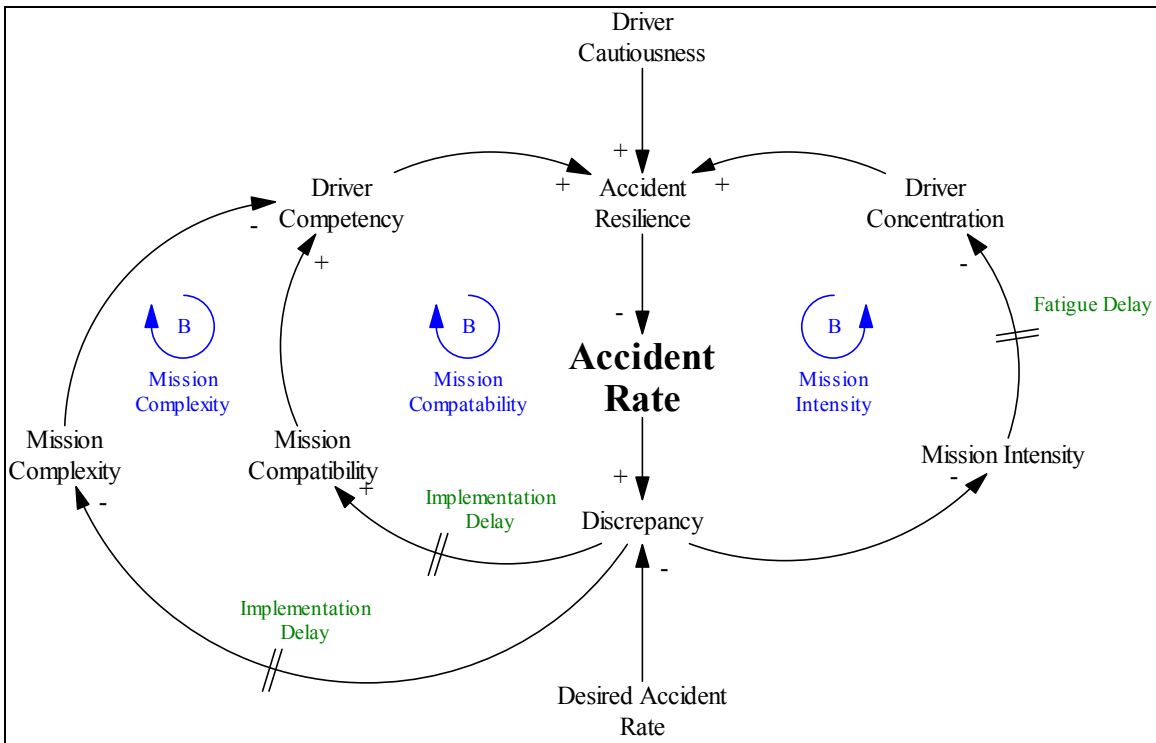 Driver
Cautiousness
+
Driver
Competency
+
Accident
Resilience
+
Driver
Concentration
-
+
-
Fatigue Delay
-
B
Mission
Complexity
B
Mission
Compatability
Accident
Rate
B
Mission
Intensity
Mission
Complexity
-
Mission
Compatibility
+
Implementation
Delay
+
Discrepancy
-
Mission Intensity
-
Implementation
Delay
Desired Accident
Rate